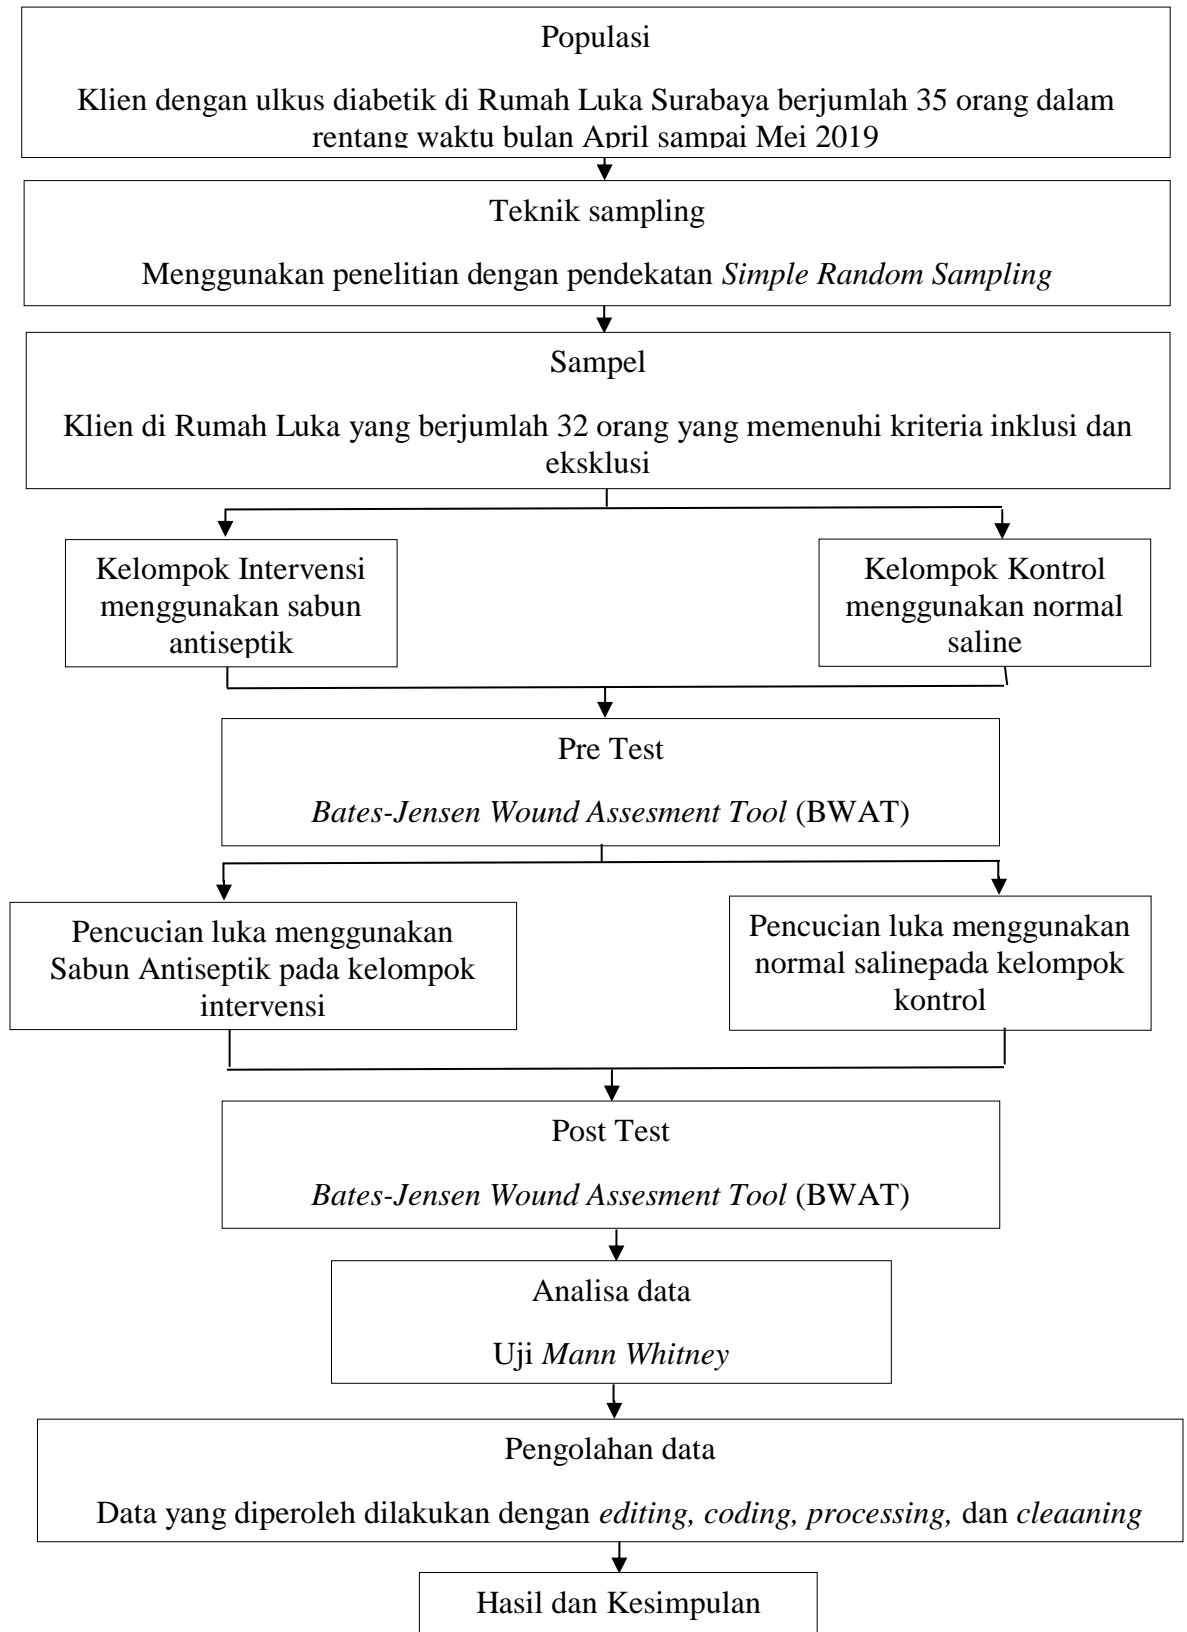 Populasi
Klien dengan ulkus diabetik di Rumah Luka Surabaya berjumlah 35 orang dalam
rentang waktu bulan April sampai Mei 2019
Teknik sampling
Menggunakan penelitian dengan pendekatan Simple Random Sampling
Sampel
Klien di Rumah Luka yang berjumlah 32 orang yang memenuhi kriteria inklusi dan
eksklusi
Kelompok Intervensi
menggunakan sabun
antiseptik
Kelompok Kontrol
menggunakan normal
saline
Pre Test
Bates-Jensen Wound Assesment Tool (BWAT)
Pencucian luka menggunakan
Sabun Antiseptik pada kelompok
intervensi
Pencucian luka menggunakan
normal salinepada kelompok
kontrol
Post Test
Bates-Jensen Wound Assesment Tool (BWAT)
Analisa data
Uji Mann Whitney
Pengolahan data
Data yang diperoleh dilakukan dengan editing, coding, processing, dan cleaaning
Hasil dan Kesimpulan